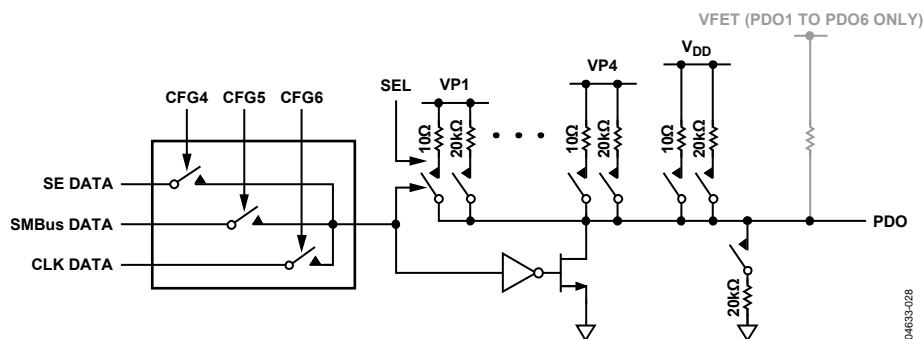 VFET (PDO1 TO PDO6 ONLY)
VDD
VP4
SEL
VP1
CFG4
CFG5
CFG6
10Ω
20kΩ
10Ω
20kΩ
10Ω
20kΩ
SE DATA
SMBus DATA
CLK DATA
PDO
20kΩ
04633-028